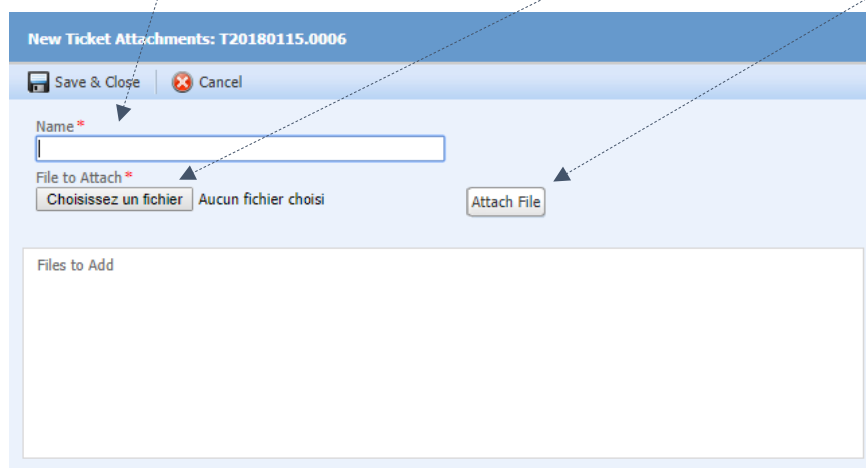 New Ticket Attachments: T20180115.0006
Save & Close Cancel
Name *
File to Attach *
Choisissez un fichier Aucun fichier choisi Attach File
Files to Add